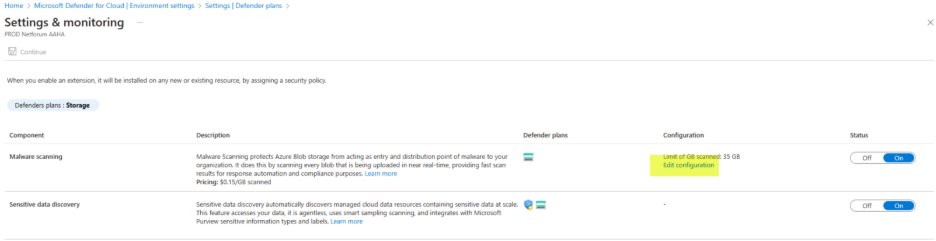 Home > Microsoft Defender for Cloud | Environment settings > Settings | Defender plans >
Settings & monitoring ...
PROD Netforum AAHA
Continue
When you enable an extension, it will be installed on any new or existing resource, by assigning a security policy.
Defenders plans : Storage
Component Description Defender plans Configuration Status
Malware scanning
Malware Scanning protects Azure Blob storage from acting as entry and distribution point of malware to your
organization. It does this by scanning every blob that is being uploaded in near real-time, providing fast scan
results for response automation and compliance purposes. Learn more
Pricing: $0.15/GB scanned
Limit of GB scanned: 35 GB
Edit configuration
Off On
Sensitive data discovery
Sensitive data discovery automatically discovers managed cloud data resources containing sensitive data at scale.
This feature accesses your data, it is agentless, uses smart sampling scanning, and integrates with Microsoft
Purview sensitive information types and labels. Learn more
-
Off On